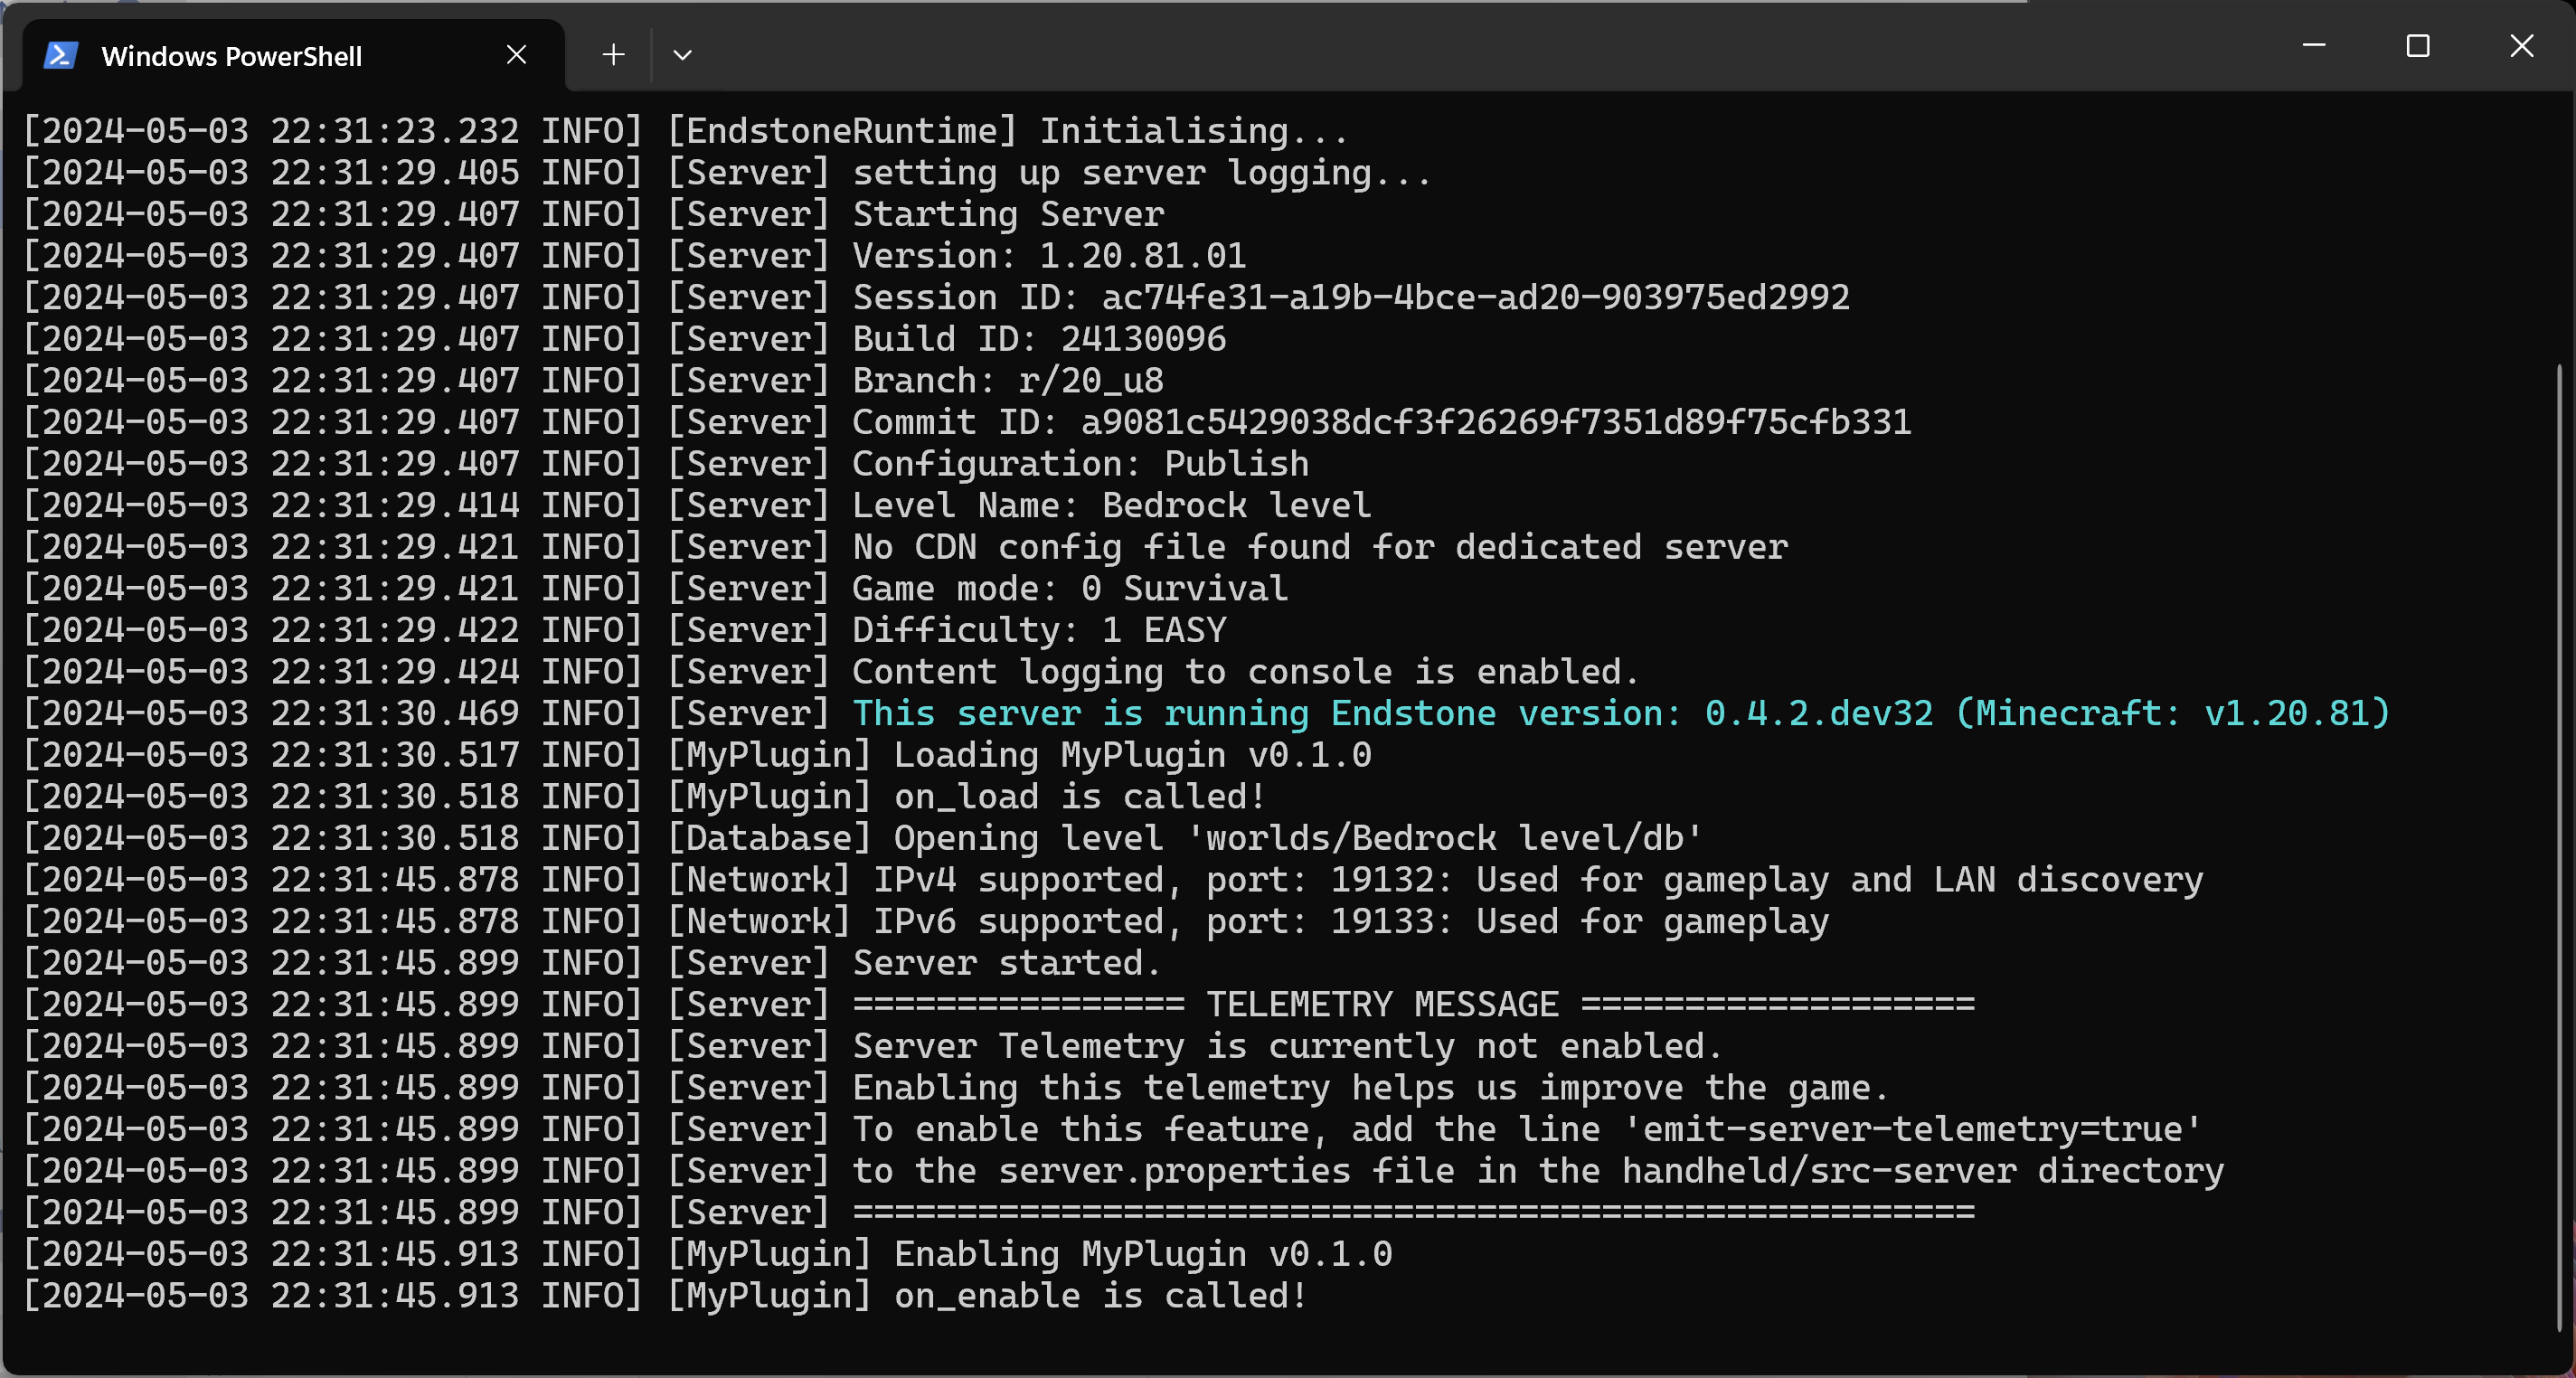 Windows PowerShell
[2024-05-03 22:31:23.232 INFO] [EndstoneRuntime] Initialising...
[2024-05-03 22:31:29.405 INFO] [Server] setting up server logging...
[2024-05-03 22:31:29.407 INFO] [Server] Starting Server
[2024-05-03 22:31:29.407 INFO] [Server] Version: 1.20.81.01
[2024-05-03 22:31:29.407 INFO] [Server] Session ID: ac74fe31-a19b-4bce-ad20-903975ed2992
[2024-05-03 22:31:29.407 INFO] [Server] Build ID: 24130096
[2024-05-03 22:31:29.407 INFO] [Server] Branch: r/20_u8
[2024-05-03 22:31:29.407 INFO] [Server] Commit ID: a9081c5429038dcf3f26269f7351d89f75cfb331
[2024-05-03 22:31:29.407 INFO] [Server] Configuration: Publish
[2024-05-03 22:31:29.414 INFO] [Server] Level Name: Bedrock level
[2024-05-03 22:31:29.421 INFO] [Server] No CDN config file found for dedicated server
[2024-05-03 22:31:29.421 INFO] [Server] Game mode: 0 Survival
[2024-05-03 22:31:29.422 INFO] [Server] Difficulty: 1 EASY
[2024-05-03 22:31:29.424 INFO] [Server] Content logging to console is enabled.
[2024-05-03 22:31:30.469 INFO] [Server] This server is running Endstone version: 0.4.2.dev32 (Minecraft: v1.20.81)
[2024-05-03 22:31:30.517 INFO] [MyPlugin] Loading MyPlugin v0.1.0
[2024-05-03 22:31:30.518 INFO] [MyPlugin] on_load is called!
[2024-05-03 22:31:30.518 INFO] [Database] Opening level 'worlds/Bedrock level/db'
[2024-05-03 22:31:45.878 INFO] [Network] IPv4 supported, port: 19132: Used for gameplay and LAN discovery
[2024-05-03 22:31:45.878 INFO] [Network] IPv6 supported, port: 19133: Used for gameplay
[2024-05-03 22:31:45.899 INFO] [Server] Server started.
[2024-05-03 22:31:45.899 INFO] [Server] ================ TELEMETRY MESSAGE ===================
[2024-05-03 22:31:45.899 INFO] [Server] Server Telemetry is currently not enabled.
[2024-05-03 22:31:45.899 INFO] [Server] Enabling this telemetry helps us improve the game.
[2024-05-03 22:31:45.899 INFO] [Server] To enable this feature, add the line 'emit-server-telemetry=true'
[2024-05-03 22:31:45.899 INFO] [Server] to the server.properties file in the handheld/src-server directory
[2024-05-03 22:31:45.899 INFO] [Server] ======================================================
[2024-05-03 22:31:45.913 INFO] [MyPlugin] Enabling MyPlugin v0.1.0
[2024-05-03 22:31:45.913 INFO] [MyPlugin] on_enable is called!